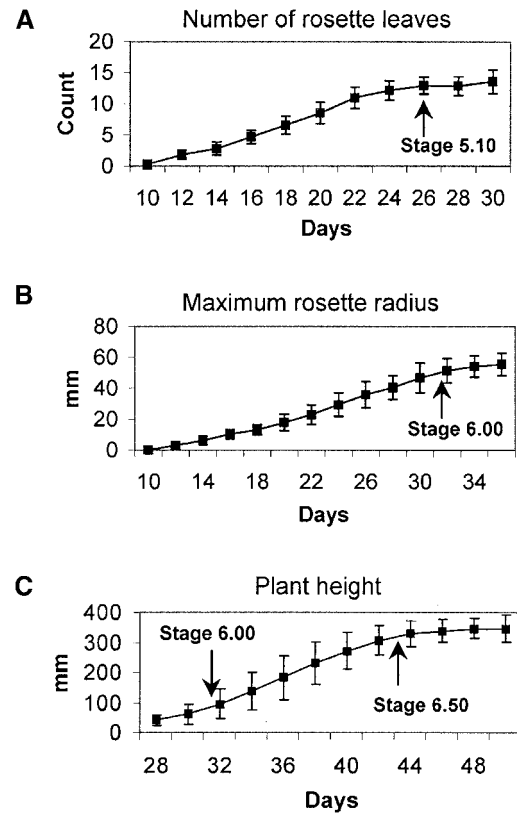 A
Number of rosette leaves
20
15
10
5
0
Count
Stage 5.10
10 12 14 16 18 20 22 24 26 28 30
Days
B
Maximum rosette radius
80
60
40
20
0
mm
Stage 6.00
10 14 18 22 26 30 34
Days
C
Plant height
400
300
200
100
0
mm
Stage 6.00
Stage 6.50
28 32 36 40 44 48
Days